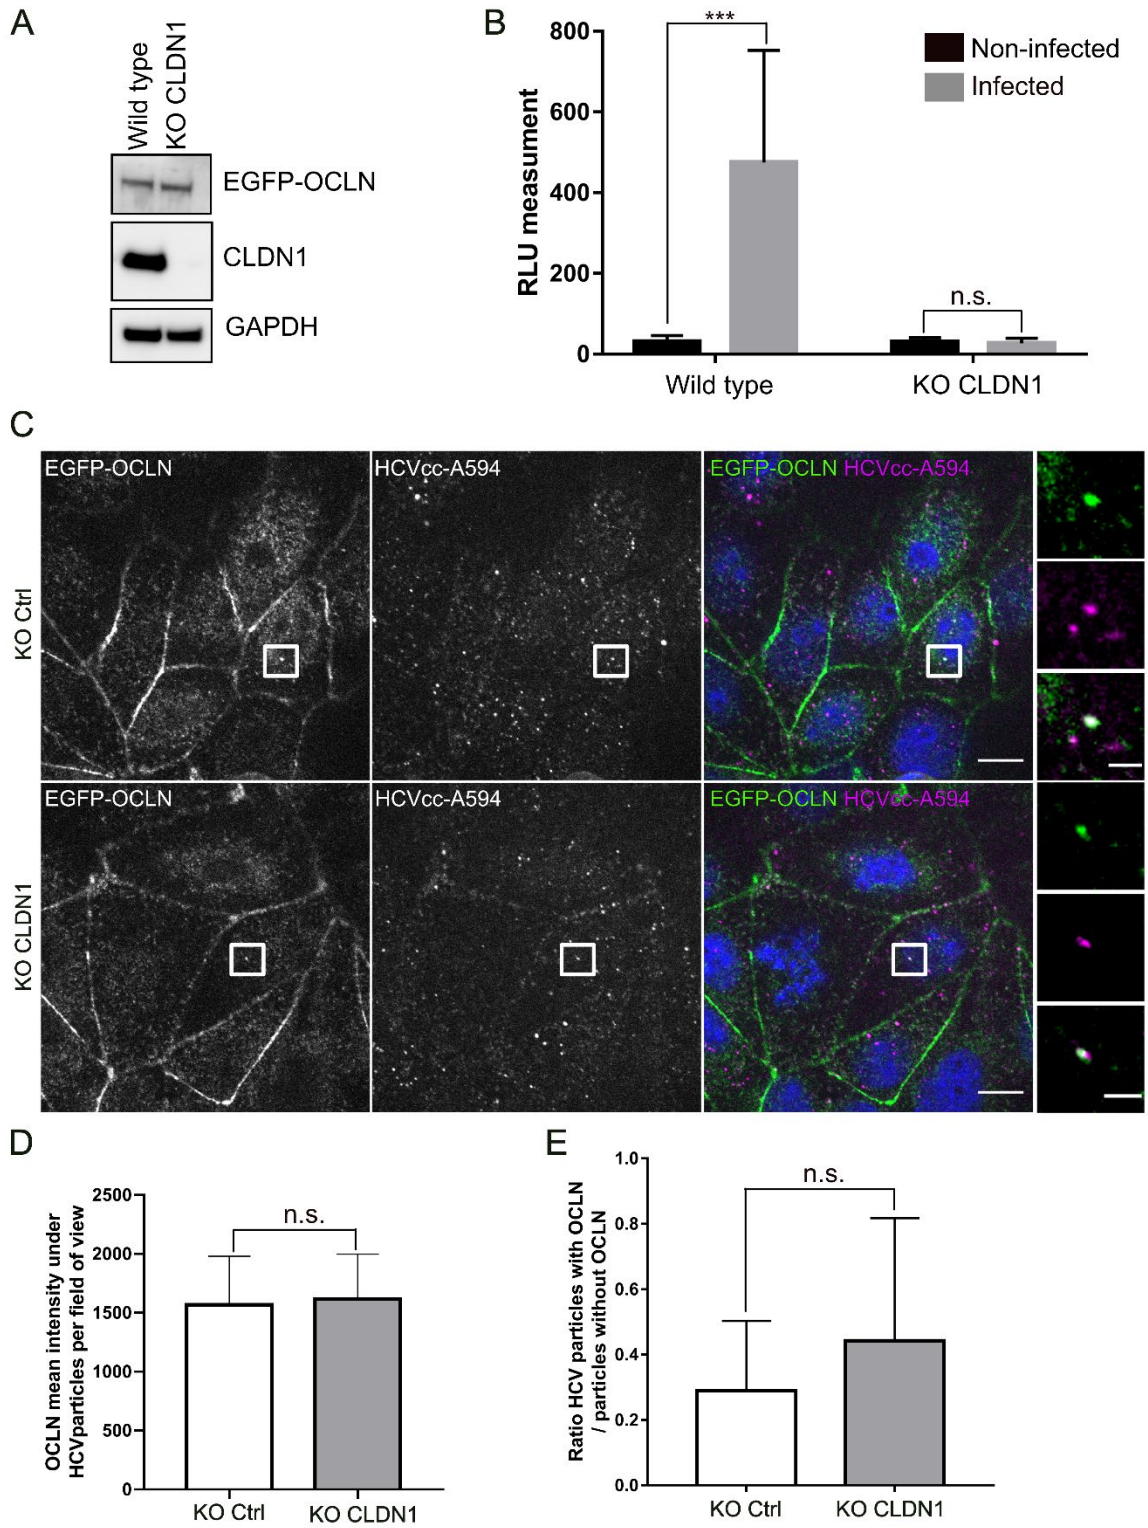 A
Wild type
KO CLDN1
EGFP-OCLN
CLDN1
GAPDH
B
RLU measument
800
600
400
200
0
***
n.s.
Non-infected
Infected
Wild type
KO CLDN1
C
KO Ctrl
EGFP-OCLN
HCVcc-A594
EGFP-OCLN HCVcc-A594
KO CLDN1
EGFP-OCLN
HCVcc-A594
EGFP-OCLN HCVcc-A594
D
OCLN mean intensity under
HCVparticles per field of view
2500
2000
1500
1000
500
0
n.s.
KO Ctrl
KO CLDN1
E
Ratio HCV particles with OCLN
/ particles without OCLN
1.0
0.8
0.6
0.4
0.2
0.0
n.s.
KO Ctrl
KO CLDN1